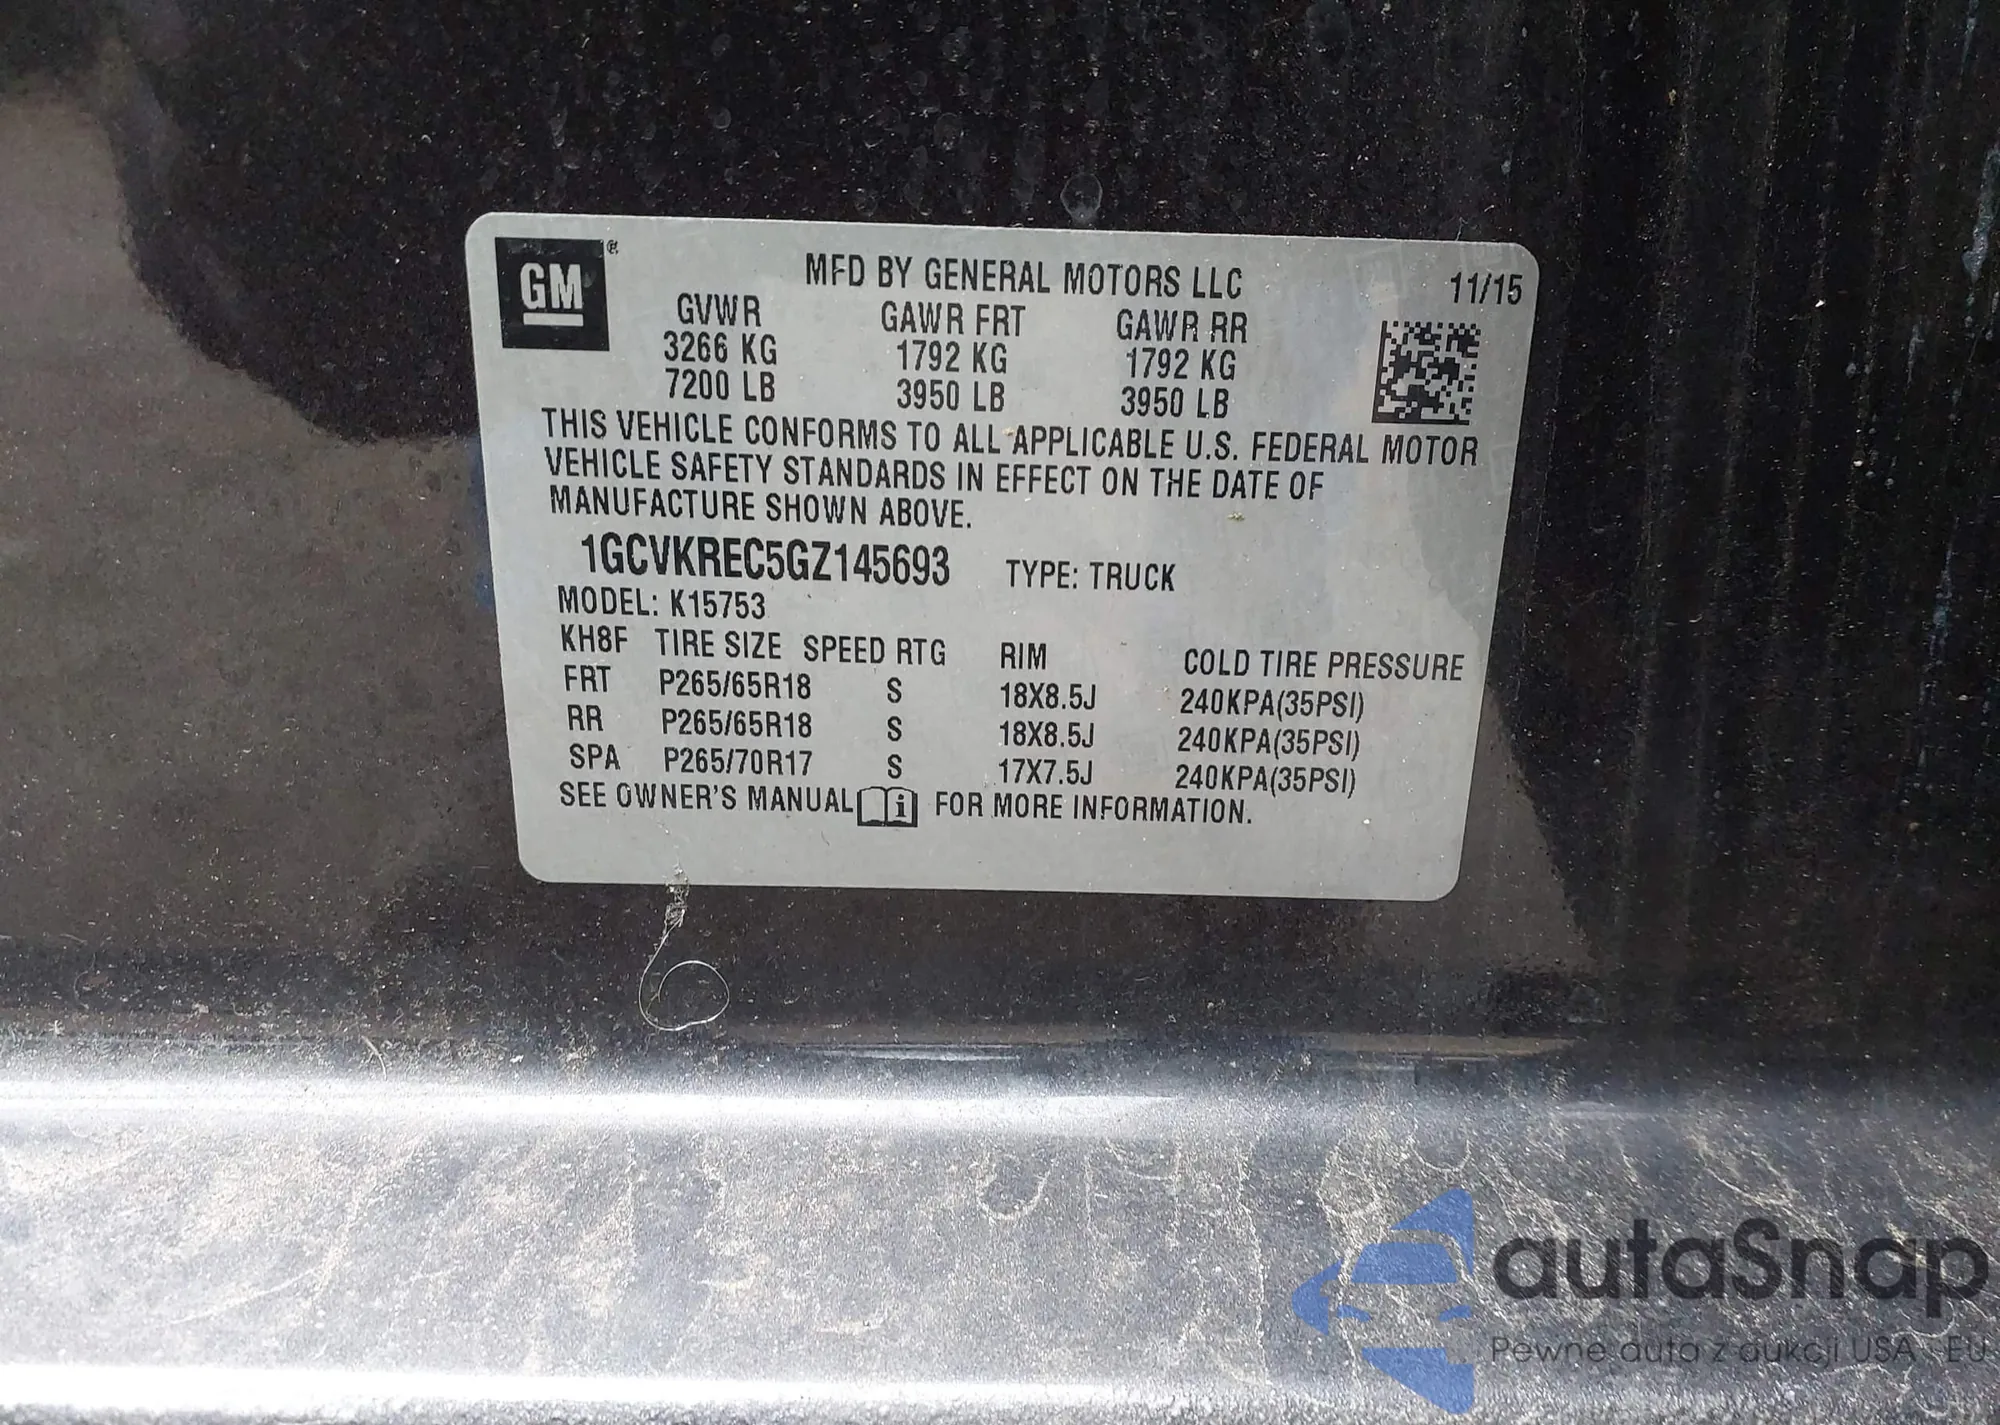 GM ®
MFD BY GENERAL MOTORS LLC 11/15
GVWR GAWR FRT GAWR RR
3266 KG 1792 KG 1792 KG
7200 LB 3950 LB 3950 LB
THIS VEHICLE CONFORMS TO ALL APPLICABLE U.S. FEDERAL MOTOR
VEHICLE SAFETY STANDARDS IN EFFECT ON THE DATE OF
MANUFACTURE SHOWN ABOVE.
1GCVKREC5GZ145693 TYPE: TRUCK
MODEL: K15753
KH8F TIRE SIZE SPEED RTG RIM COLD TIRE PRESSURE
FRT P265/65R18 S 18X8.5J 240KPA(35PSI)
RR P265/65R18 S 18X8.5J 240KPA(35PSI)
SPA P265/70R17 S 17X7.5J 240KPA(35PSI)
SEE OWNER'S MANUAL i FOR MORE INFORMATION.
autaSnap
Pewne auta z aukcji USA - EU